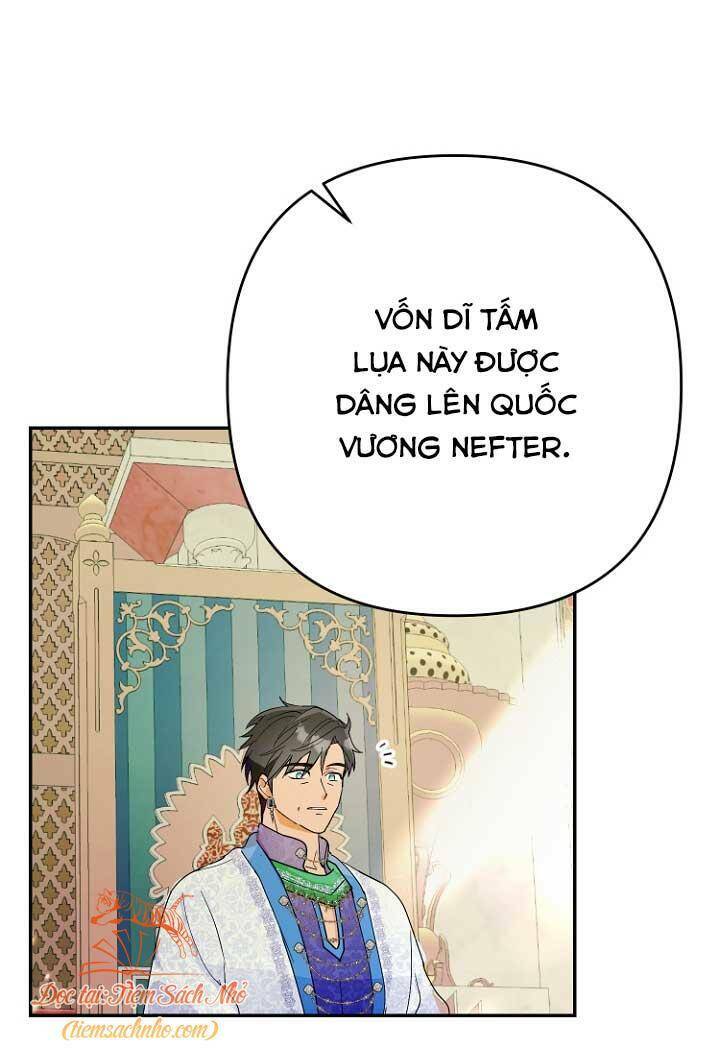 VỐN DĨ TẤM
LỤA NÀY ĐƯỢC
DÂNG LÊN QUỐC
VƯƠNG NEFTER.
Đọc tại: Tiệm Sách Nhỏ
(tiemsachnho.com)